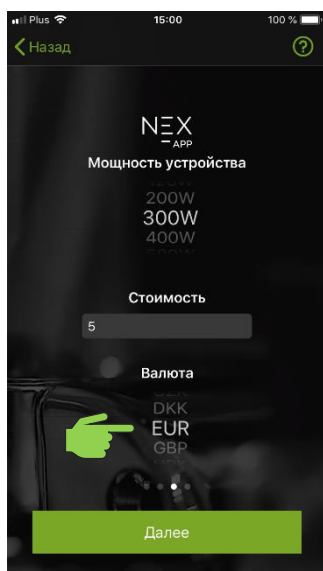 Plus 15:00 100 %
Назад
NEX
APP
Мощность устройства
200W
300W
400W
Стоимость
5
Валюта
DKK
EUR
GBP
Далее